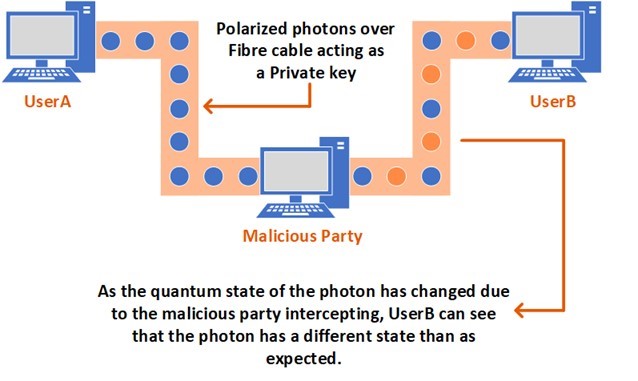 Polarized photons over
Fibre cable acting as
a Private key
UserA
UserB
Malicious Party
As the quantum state of the photon has changed due
to the malicious party intercepting, UserB can see
that the photon has a different state than as
expected.